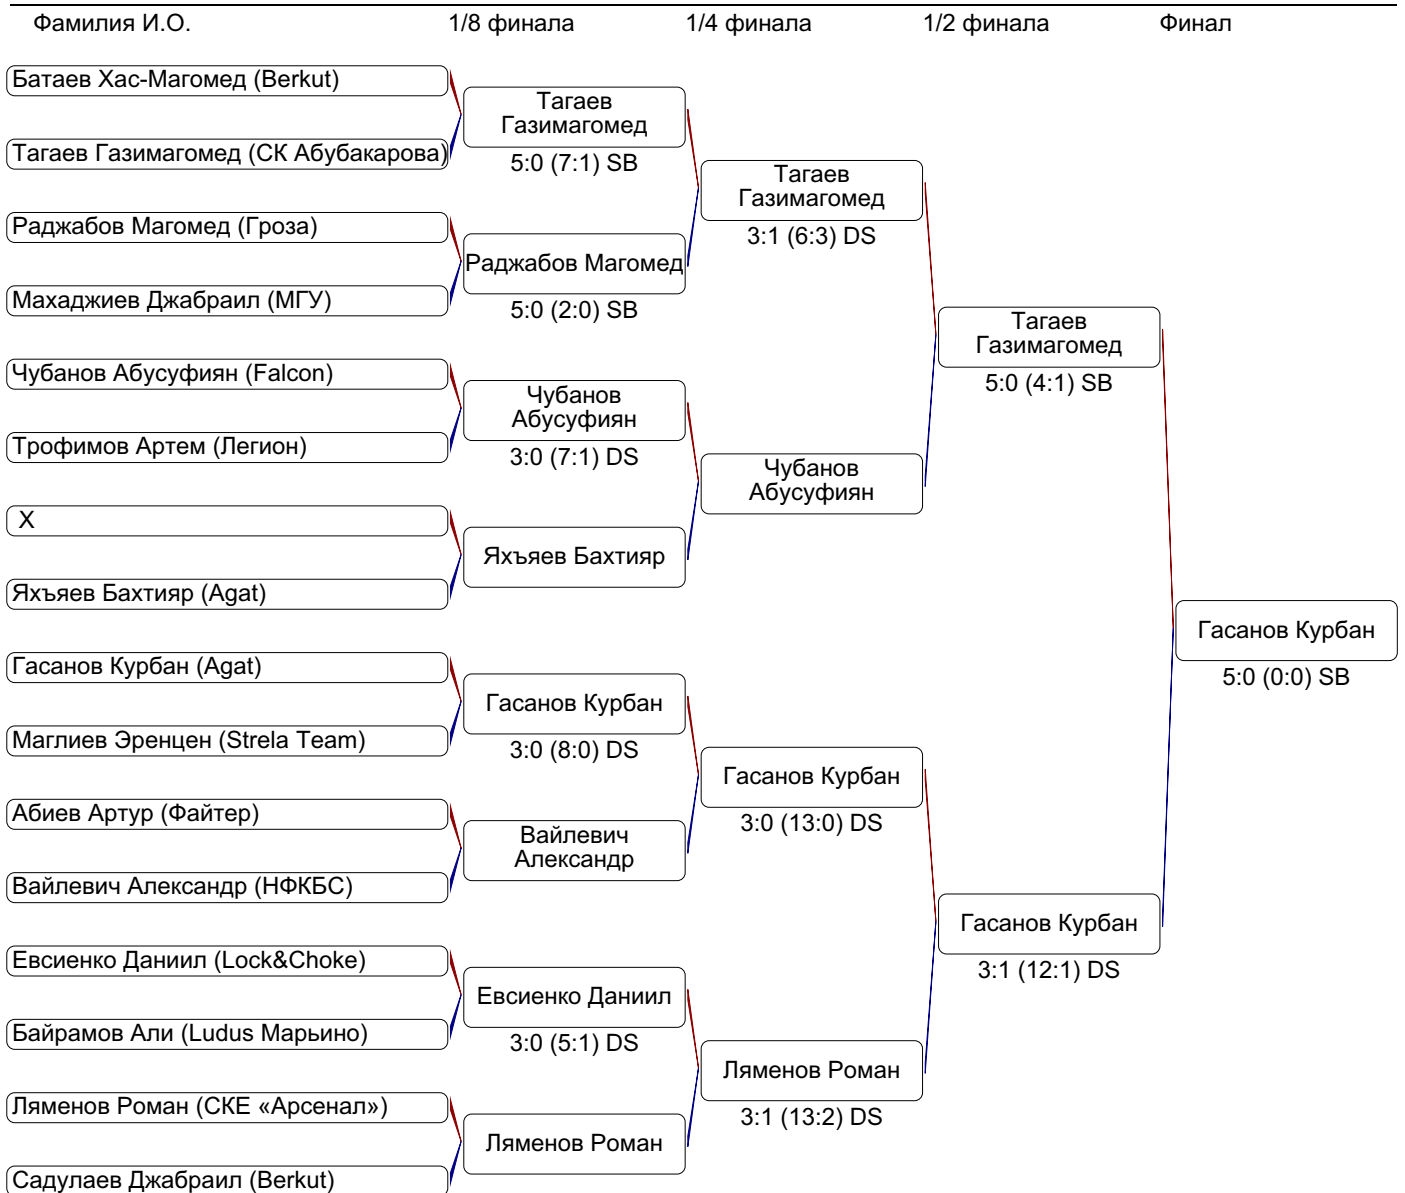 Фамилия И.О.
1/8 финала
1/4 финала
1/2 финала
Финал
Батаев Хас-Магомед (Berkut)
Тагаев Газимагомед (СК Абубакарова)
Раджабов Магомед (Гроза)
Махаджиев Джабраил (МГУ)
Чубанов Абусуфиян (Falcon)
Трофимов Артем (Легион)
X
Яхъяев Бахтияр (Agat)
Гасанов Курбан (Agat)
Маглиев Эренцен (Strela Team)
Абиев Артур (Файтер)
Вайлевич Александр (НФКБС)
Евсиенко Даниил (Lock&Choke)
Байрамов Али (Ludus Марьино)
Ляменов Роман (СКЕ «Арсенал»)
Садулаев Джабраил (Berkut)
Тагаев
Газимагомед
5:0 (7:1) SB
Раджабов Магомед
5:0 (2:0) SB
Чубанов
Абусуфиян
3:0 (7:1) DS
Яхъяев Бахтияр
Гасанов Курбан
3:0 (8:0) DS
Вайлевич
Александр
Евсиенко Даниил
3:0 (5:1) DS
Ляменов Роман
Тагаев
Газимагомед
3:1 (6:3) DS
Чубанов
Абусуфиян
Гасанов Курбан
3:0 (13:0) DS
Ляменов Роман
3:1 (13:2) DS
Тагаев
Газимагомед
5:0 (4:1) SB
Гасанов Курбан
3:1 (12:1) DS
Гасанов Курбан
5:0 (0:0) SB